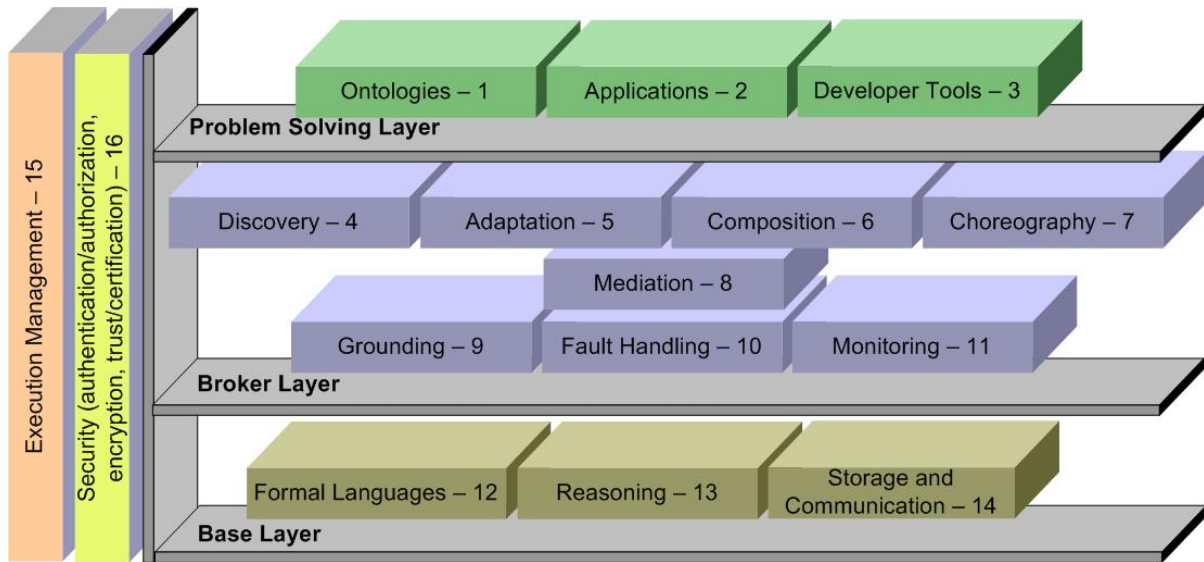 Execution Management – 15
Security (authentication/authorization,
encryption, trust/certification) – 16
Ontologies – 1
Applications – 2
Developer Tools – 3
Problem Solving Layer
Discovery – 4
Adaptation – 5
Composition – 6
Choreography – 7
Mediation – 8
Grounding – 9
Fault Handling – 10
Monitoring – 11
Broker Layer
Formal Languages – 12
Reasoning – 13
Storage and
Communication – 14
Base Layer